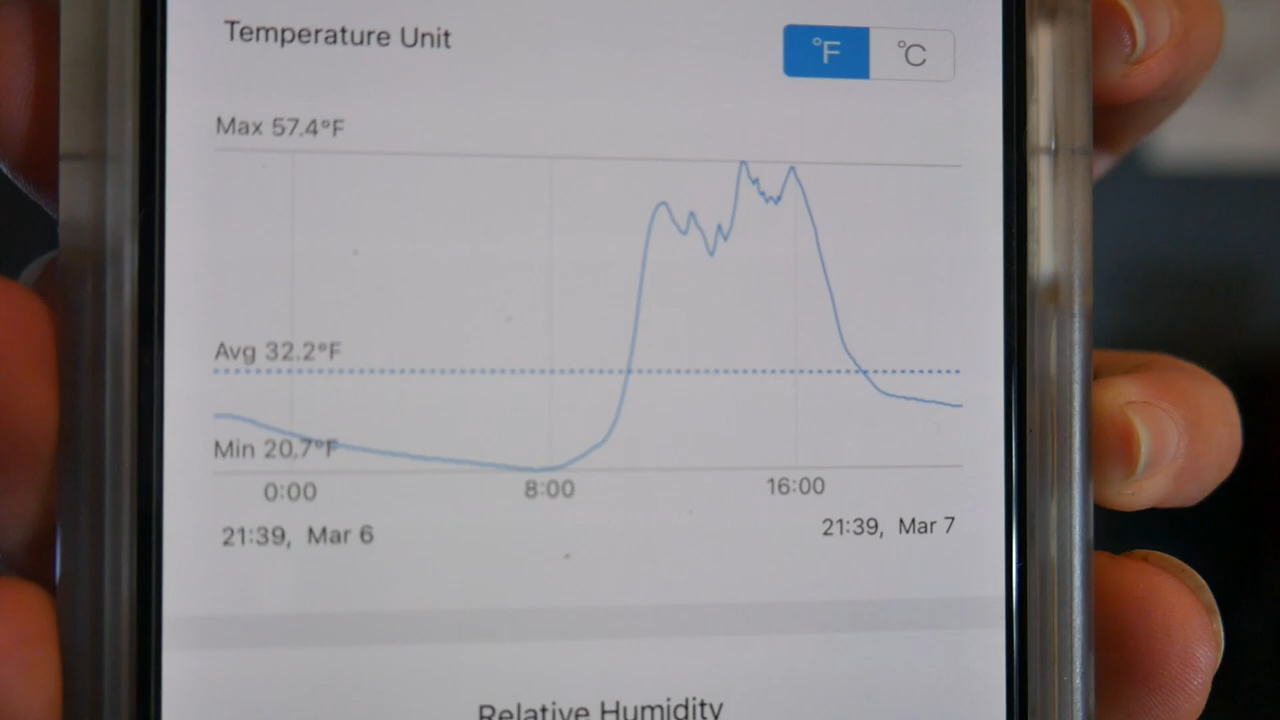 Temperature Unit
°F °C
Max 57.4°F
Avg 32.2°F
Min 20.7°F
0:00 8:00 16:00
21:39, Mar 6 21:39, Mar 7
Relative Humidity